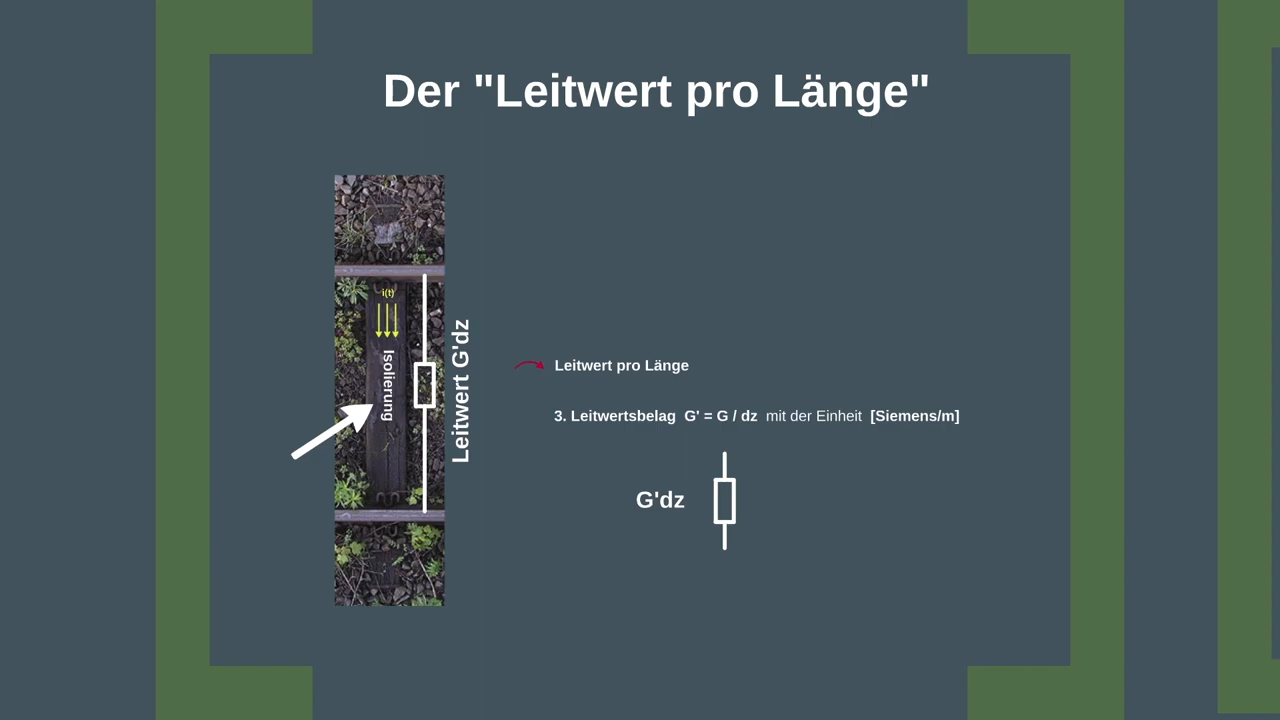 Der "Leitwert pro Länge"
i(t)
Isolierung
Leitwert G'dz
Leitwert pro Länge
3. Leitwertsbelag G' = G / dz mit der Einheit [Siemens/m]
G'dz